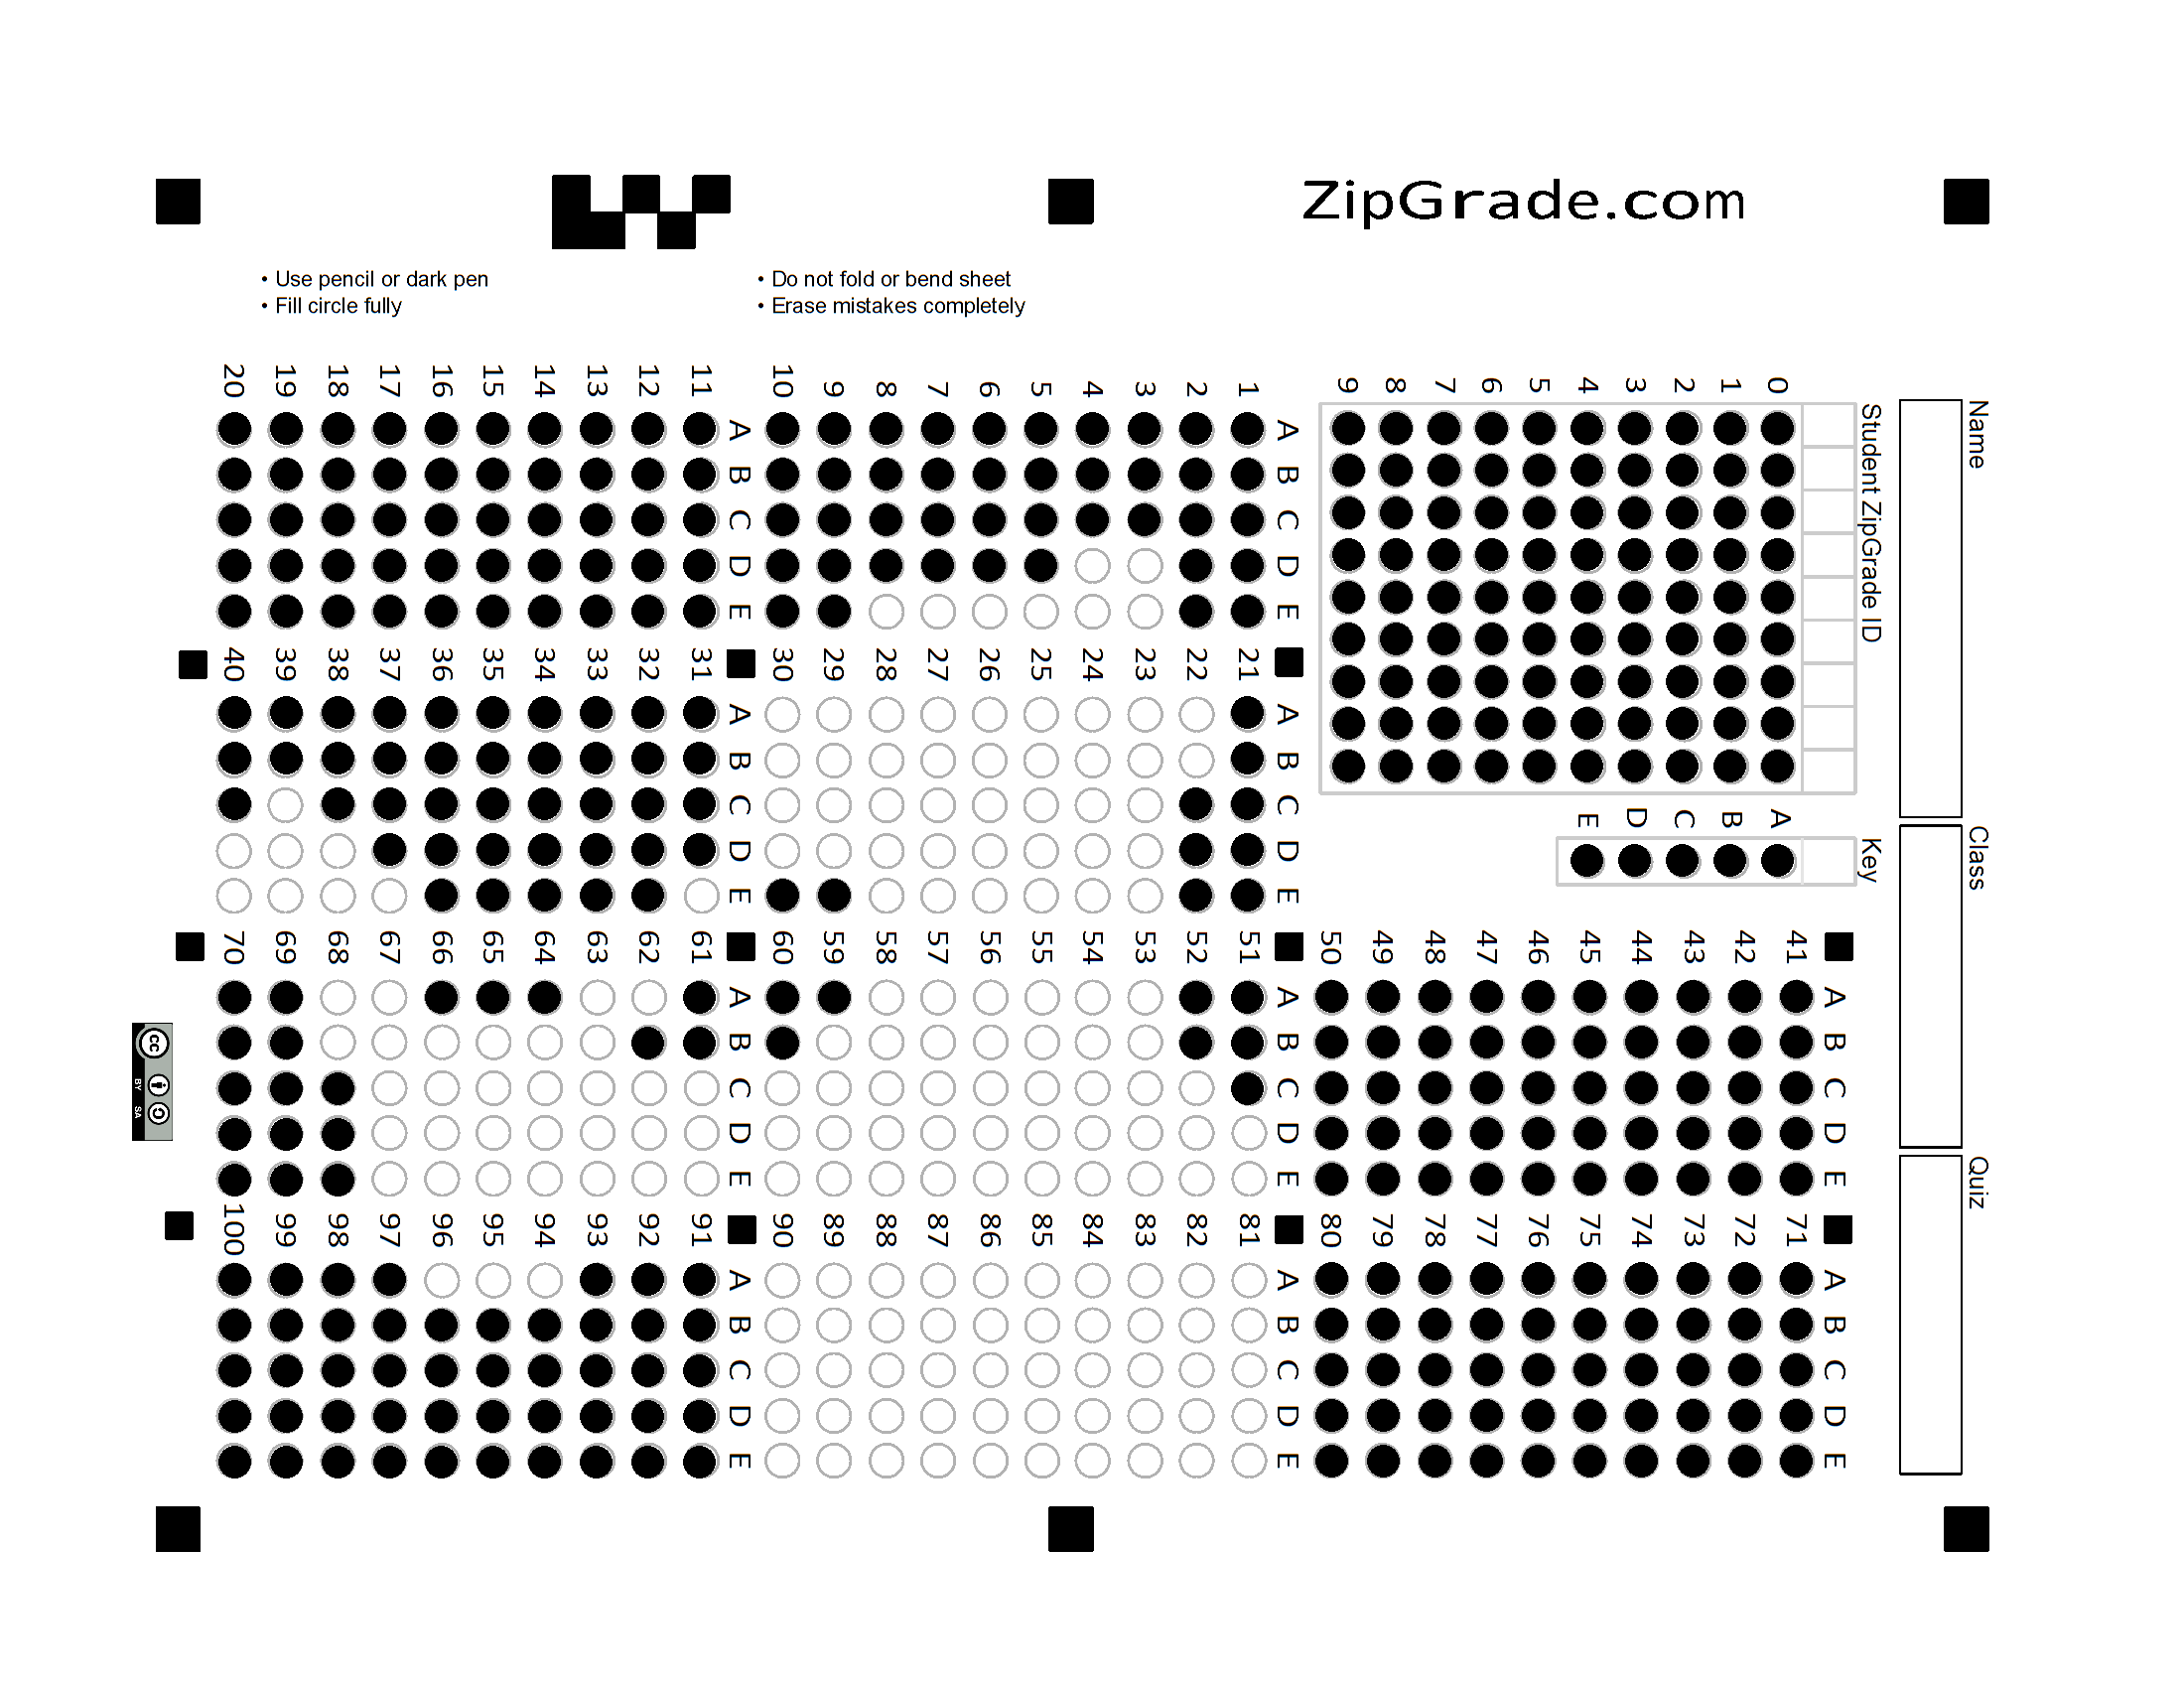 ZipGrade.com
• Use pencil or dark pen
• Fill circle fully
• Do not fold or bend sheet
• Erase mistakes completely
Name
Class
Quiz
Student ZipGrade ID
0 1 2 3 4 5 6 7 8 9
Key
A B C D E
A B C D E
41 42 43 44 45 46 47 48 49 50
A B C D E
71 72 73 74 75 76 77 78 79 80
A B C D E
1 2 3 4 5 6 7 8 9 10
A B C D E
21 22 23 24 25 26 27 28 29 30
A B C D E
51 52 53 54 55 56 57 58 59 60
A B C D E
81 82 83 84 85 86 87 88 89 90
A B C D E
11 12 13 14 15 16 17 18 19 20
A B C D E
31 32 33 34 35 36 37 38 39 40
A B C D E
61 62 63 64 65 66 67 68 69 70
A B C D E
91 92 93 94 95 96 97 98 99 100
cc BY SA